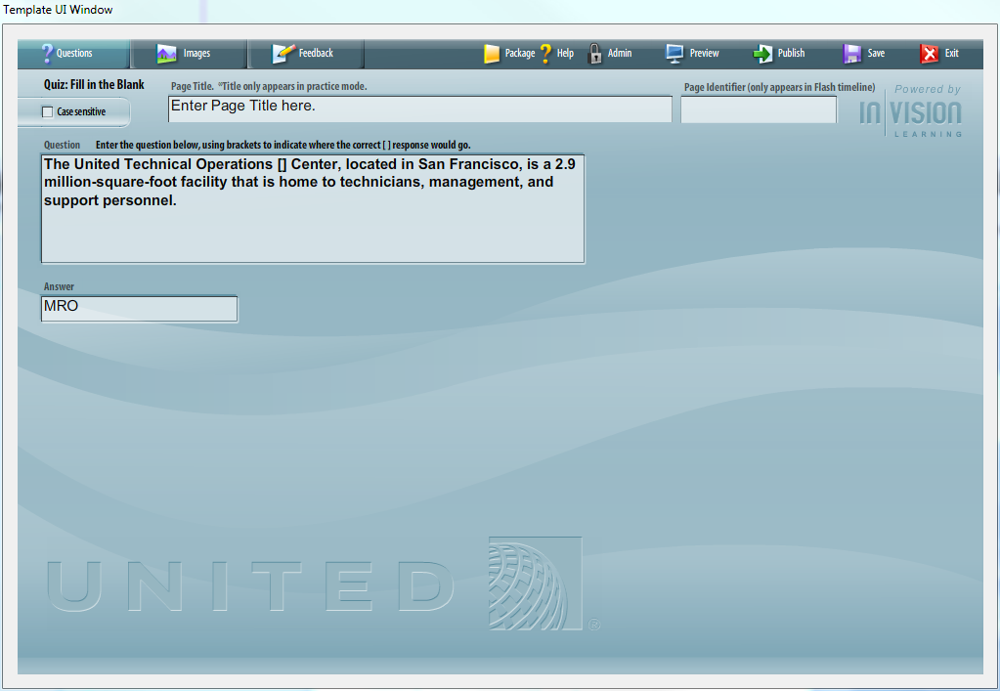 Template UI Window
Questions Images Feedback Package Help Admin Preview Publish Save Exit
Quiz: Fill in the Blank
Case sensitive
Page Title. *Title only appears in practice mode.
Enter Page Title here.
Page Identifier (only appears in Flash timeline)
Powered by
IN VISION
LEARNING
Question Enter the question below, using brackets to indicate where the correct [ ] response would go.
The United Technical Operations [] Center, located in San Francisco, is a 2.9
million-square-foot facility that is home to technicians, management, and
support personnel.
Answer
MRO
UNITED
®